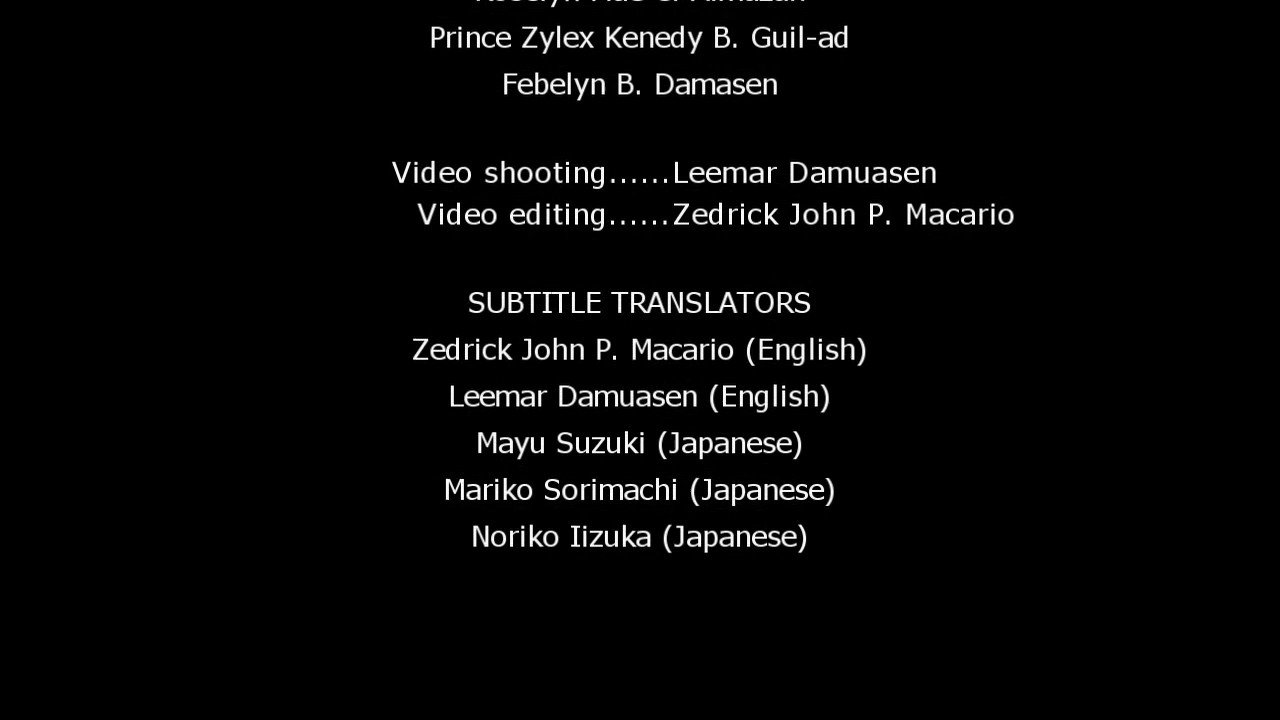 Prince Zylex Kenedy B. Guil-ad
Febelyn B. Damasen
Video shooting......Leemar Damuasen
Video editing......Zedrick John P. Macario
SUBTITLE TRANSLATORS
Zedrick John P. Macario (English)
Leemar Damuasen (English)
Mayu Suzuki (Japanese)
Mariko Sorimachi (Japanese)
Noriko Iizuka (Japanese)